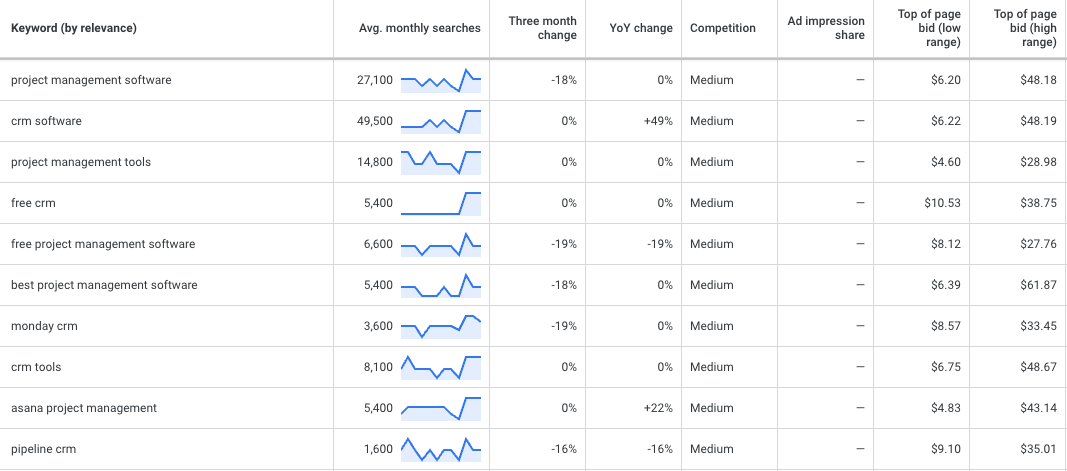 Keyword (by relevance) Avg. monthly searches Three month change YoY change Competition Ad impression share Top of page bid (low range) Top of page bid (high range)
project management software 27,100 -18% 0% Medium – $6.20 $48.18
crm software 49,500 0% +49% Medium – $6.22 $48.19
project management tools 14,800 0% 0% Medium – $4.60 $28.98
free crm 5,400 0% 0% Medium – $10.53 $38.75
free project management software 6,600 -19% -19% Medium – $8.12 $27.76
best project management software 5,400 -18% 0% Medium – $6.39 $61.87
monday crm 3,600 -19% 0% Medium – $8.57 $33.45
crm tools 8,100 0% 0% Medium – $6.75 $48.67
asana project management 5,400 0% +22% Medium – $4.83 $43.14
pipeline crm 1,600 -16% -16% Medium – $9.10 $35.01